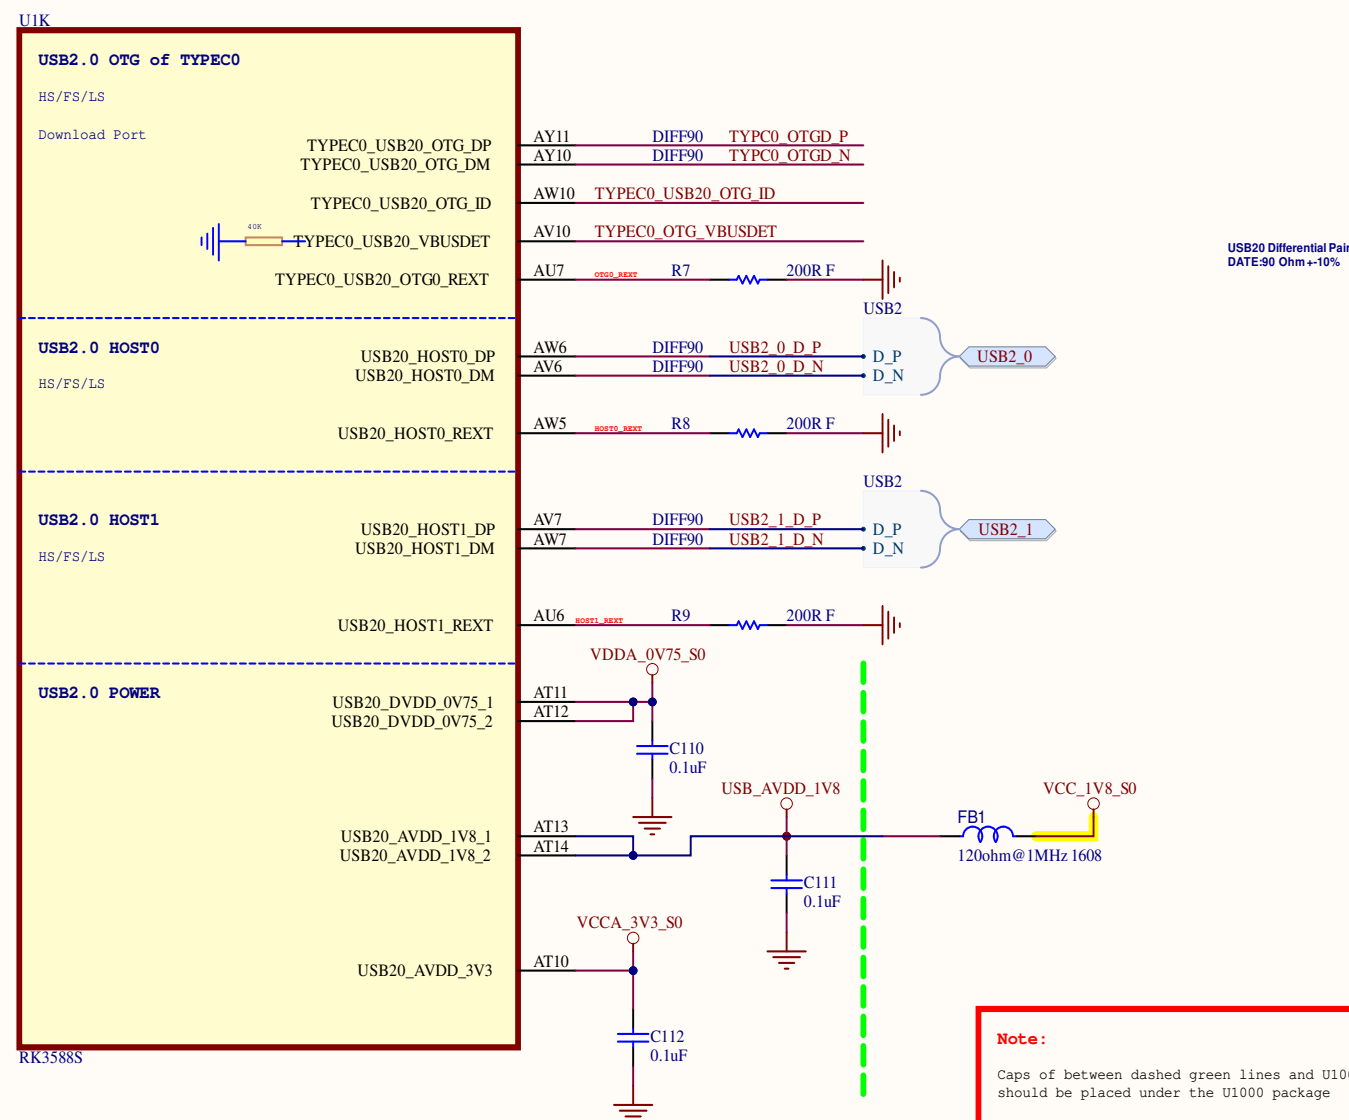 U1K
USB2.0 OTG of TYPEC0
HS/FS/LS
Download Port
TYPEC0_USB20_OTG_DP AY11 DIFF90 TYPC0_OTGD_P
TYPEC0_USB20_OTG_DM AY10 DIFF90 TYPC0_OTGD_N
TYPEC0_USB20_OTG_ID AW10 TYPEC0_USB20_OTG_ID
40K
TYPEC0_USB20_VBUSDET AV10 TYPEC0_OTG_VBUSDET
USB20 Differential Pair
DATE:90 Ohm +-10%
TYPEC0_USB20_OTG0_REXT AU7 OTG0_REXT R7 200R F
USB2
USB2.0 HOST0
HS/FS/LS
USB20_HOST0_DP AW6 DIFF90 USB2_0_D_P D_P USB2_0
USB20_HOST0_DM AV6 DIFF90 USB2_0_D_N D_N
USB20_HOST0_REXT AW5 HOST0_REXT R8 200R F
USB2
USB2.0 HOST1
HS/FS/LS
USB20_HOST1_DP AV7 DIFF90 USB2_1_D_P D_P USB2_1
USB20_HOST1_DM AW7 DIFF90 USB2_1_D_N D_N
USB20_HOST1_REXT AU6 HOST1_REXT R9 200R F
VDDA_0V75_S0
USB2.0 POWER
USB20_DVDD_0V75_1 AT11
USB20_DVDD_0V75_2 AT12
C110
0.1uF
USB_AVDD_1V8 VCC_1V8_S0
USB20_AVDD_1V8_1 AT13 FB1
USB20_AVDD_1V8_2 AT14 120ohm@1MHz 1608
C111
0.1uF
VCCA_3V3_S0
USB20_AVDD_3V3 AT10
C112
0.1uF
RK3588S
Note:
Caps of between dashed green lines and
should be placed under the U1000 package